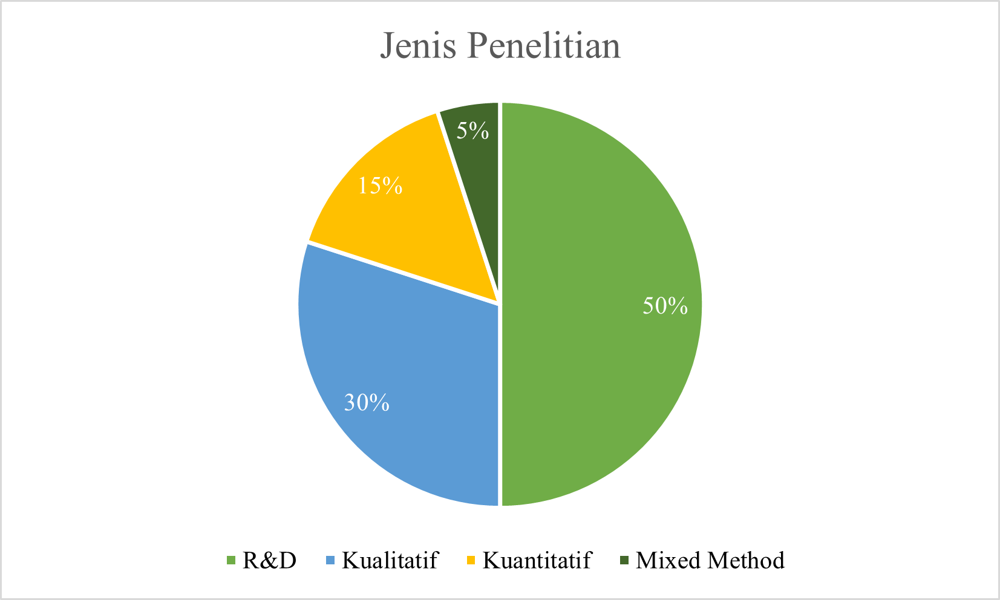 Jenis Penelitian
5%
15%
50%
30%
R&D Kualitatif Kuantitatif Mixed Method